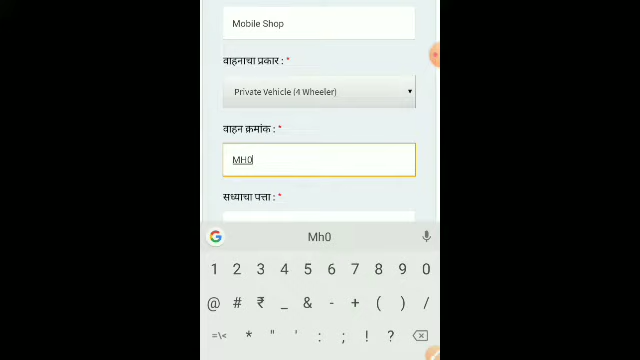 Mobile Shop
वाहनाचा प्रकार : *
Private Vehicle (4 Wheeler)
वाहन क्रमांक : *
MH0
सध्याचा पत्ता : *
Mh0
1 2 3 4 5 6 7 8 9 0
@ # ₹ _ & - + ( ) /
=\< * " ' : ; ! ?